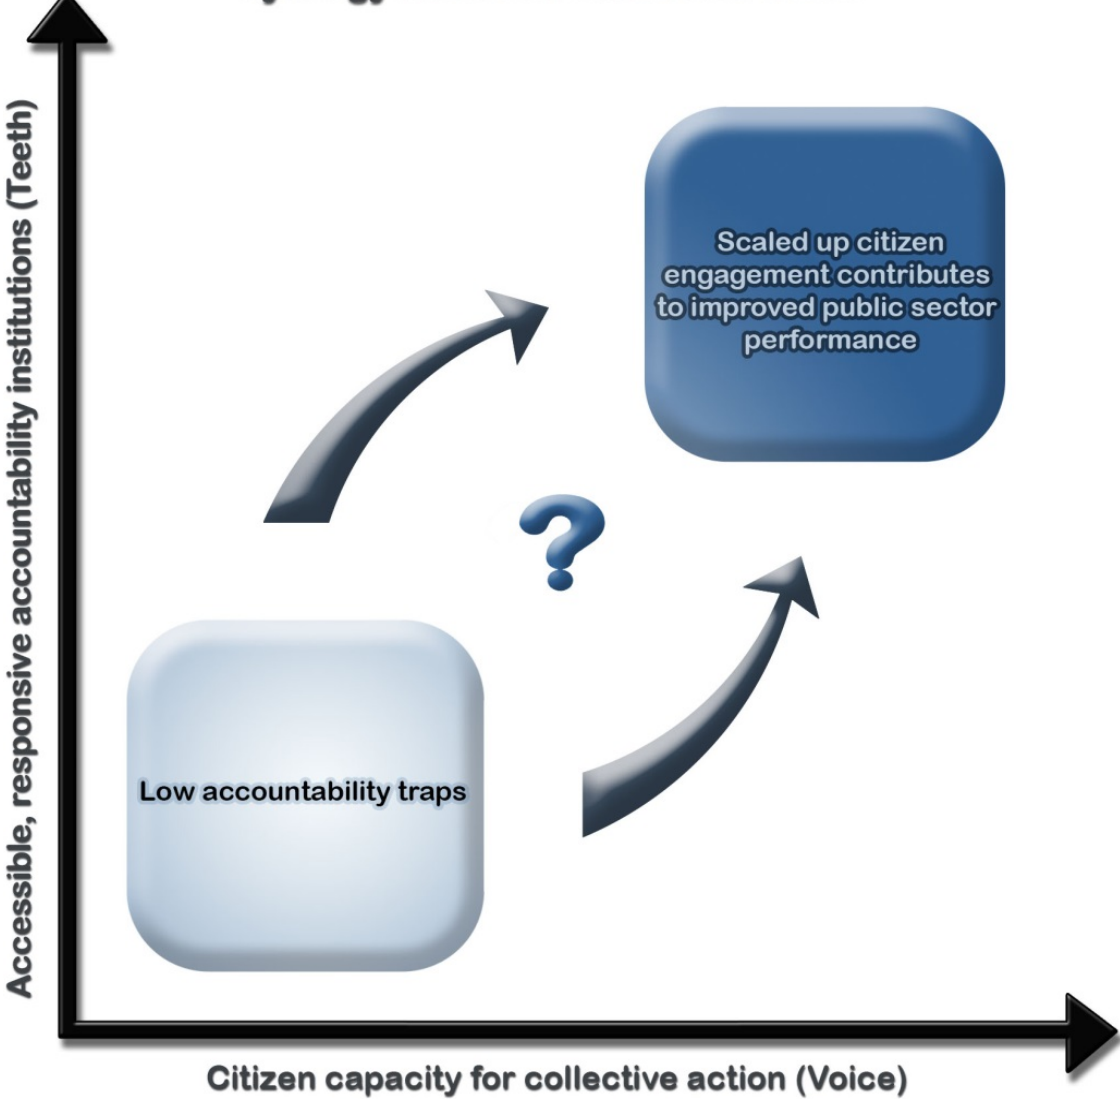 Accessible, responsive accountability institutions (Teeth)
Scaled up citizen
engagement contributes
to improved public sector
performance
?
Low accountability traps
Citizen capacity for collective action (Voice)